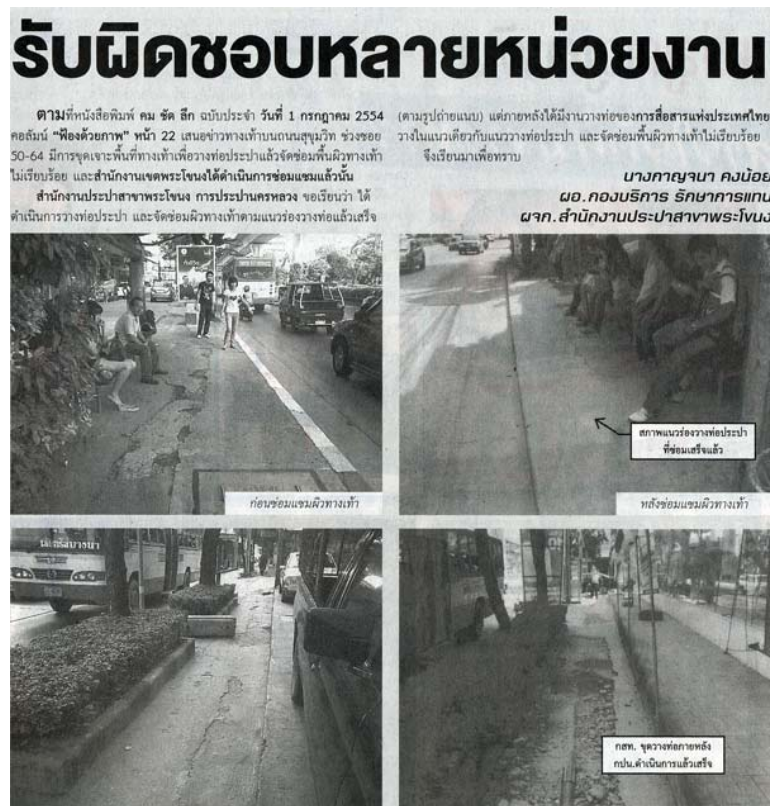 รับผิดชอบหลายหน่วยงาน
ตามที่หนังสือพิมพ์ คม ชัด ลึก ฉบับประจำ วันที่ 1 กรกฎาคม 2554
คอลัมน์ "ฟ้องด้วยภาพ" หน้า 22 เสนอข่าวทางเท้าบนถนนสุขุมวิท ช่วงซอย
50-64 มีการขุดเจาะพื้นที่ทางเท้าเพื่อวางท่อประปาแล้วจัดซ่อมพื้นผิวทางเท้า
ไม่เรียบร้อย และสำนักงานเขตพระโขนงได้ดำเนินการซ่อมแซมแล้วนั้น
สำนักงานประปาสาขาพระโขนง การประปานครหลวง ขอเรียนว่า ได้
ดำเนินการวางท่อประปา และจัดซ่อมผิวทางเท้าตามแนวร่องวางท่อแล้วเสร็จ
(ตามรูปถ่ายแนบ) แต่ภายหลังได้มีงานวางท่อของการสื่อสารแห่งประเทศไทย
วางในแนวเดียวกับแนววางท่อประปา และจัดซ่อมพื้นผิวทางเท้าไม่เรียบร้อย
จึงเรียนมาเพื่อทราบ
นางกาญจนา คงน้อย
ผอ.กองบริการ รักษาการแทน
ผจก.สำนักงานประปาสาขาพระโขนง
ก่อนซ่อมแซมผิวทางเท้า
สภาพแนวร่องวางท่อประปา
ที่ซ่อมเสร็จแล้ว
หลังซ่อมแซมผิวทางเท้า
กสท. ขุดวางท่อภายหลัง
กปน.ดำเนินการแล้วเสร็จ